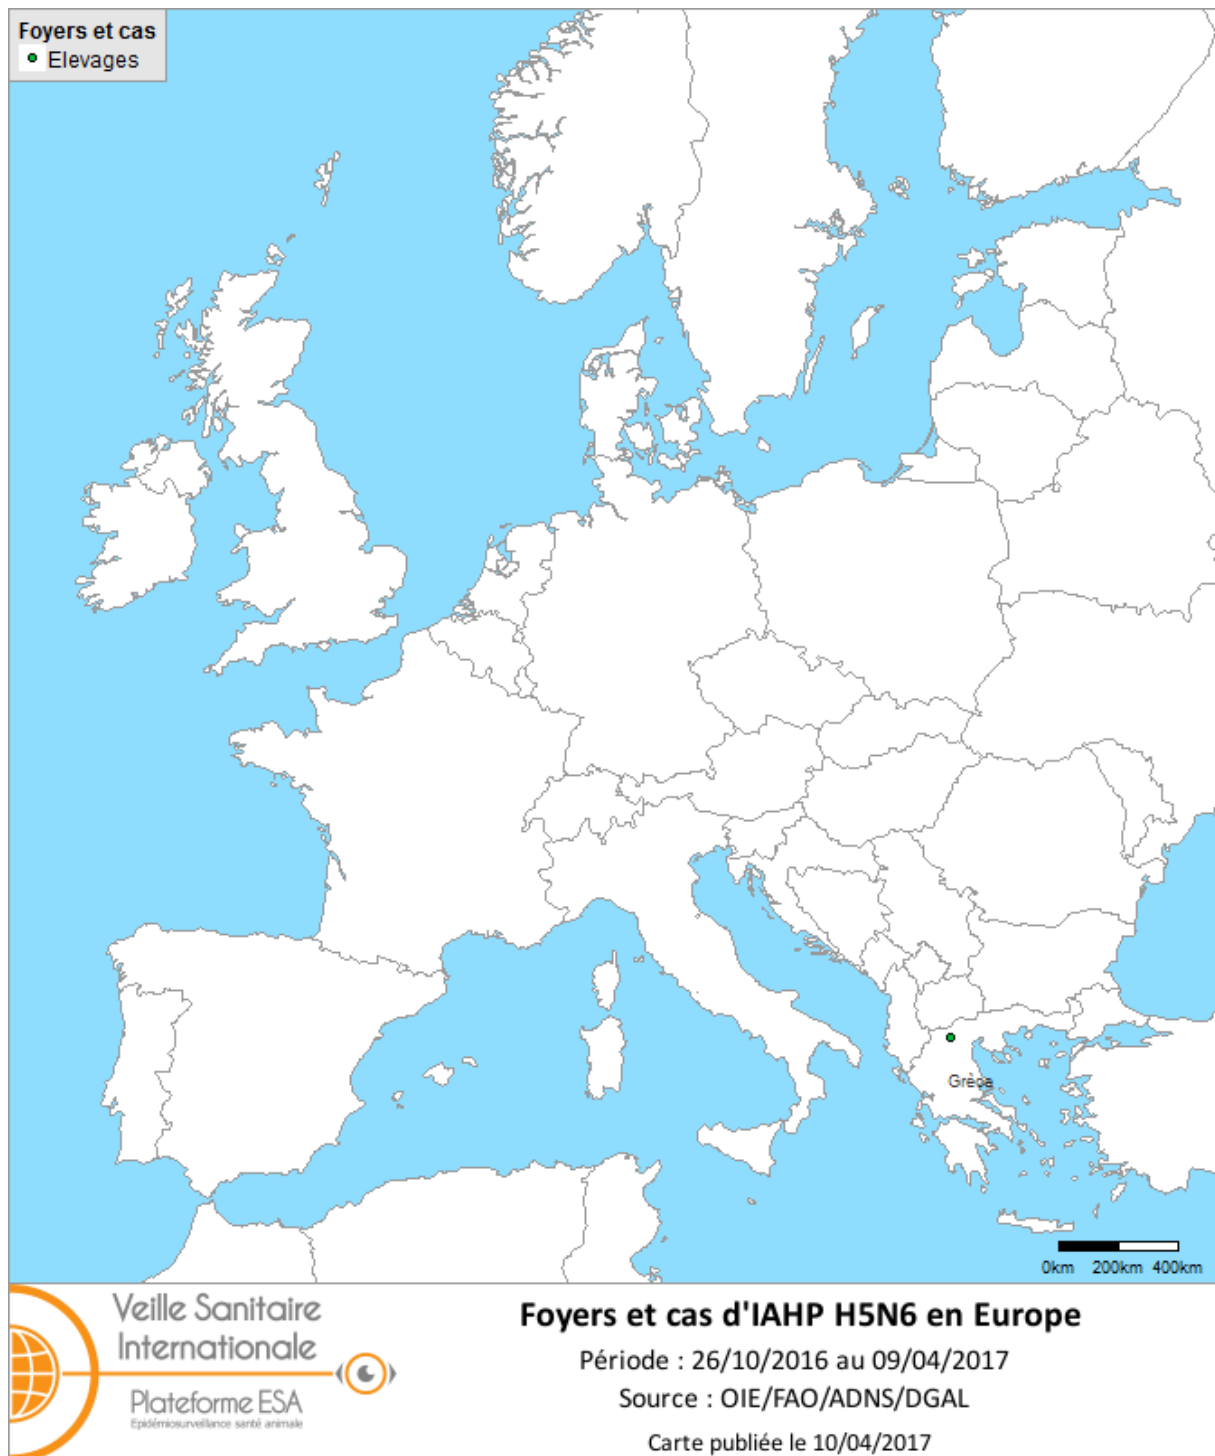 Foyers et cas
Elevages
Grèce
0km 200km 400km
Veille Sanitaire
Internationale
Plateforme ESA
Epidémiosurveillance santé animale
Foyers et cas d'IAHP H5N6 en Europe
Période : 26/10/2016 au 09/04/2017
Source : OIE/FAO/ADNS/DGAL
Carte publiée le 10/04/2017